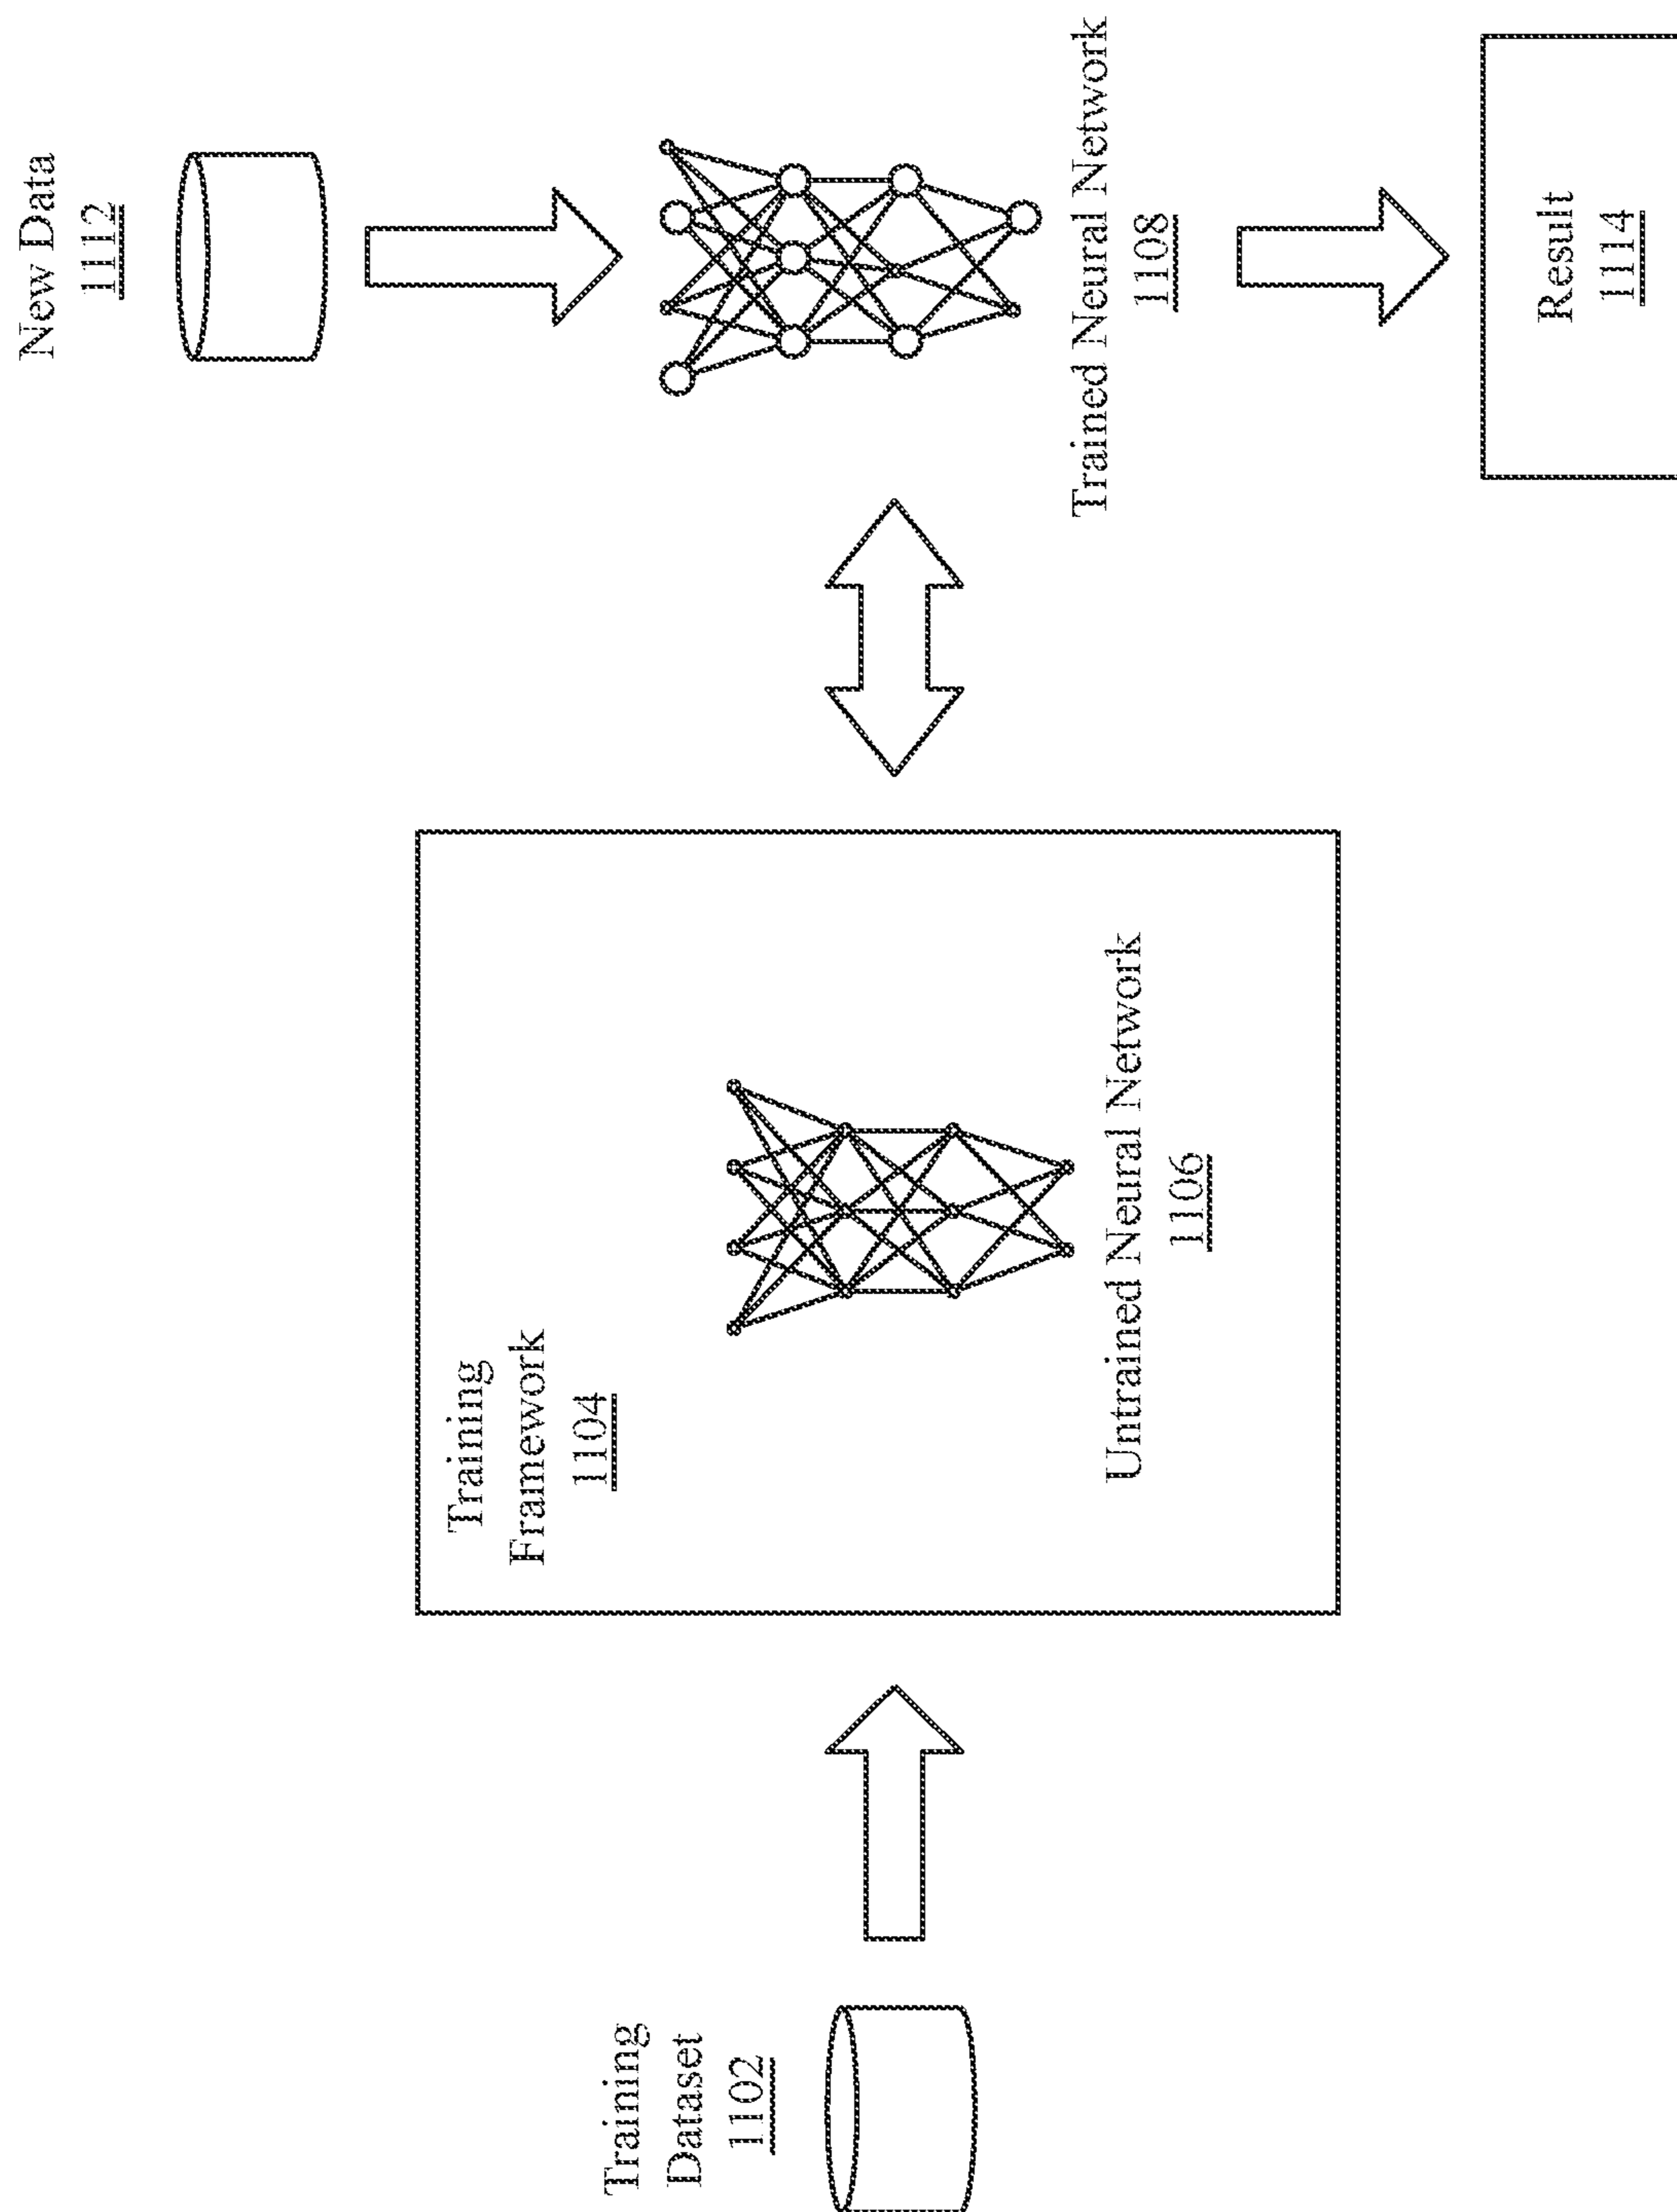 Training
Dataset
1102
Training
Framework
1104
Untrained Neural Network
1106
New Data
1112
Trained Neural Network
1108
Result
1114